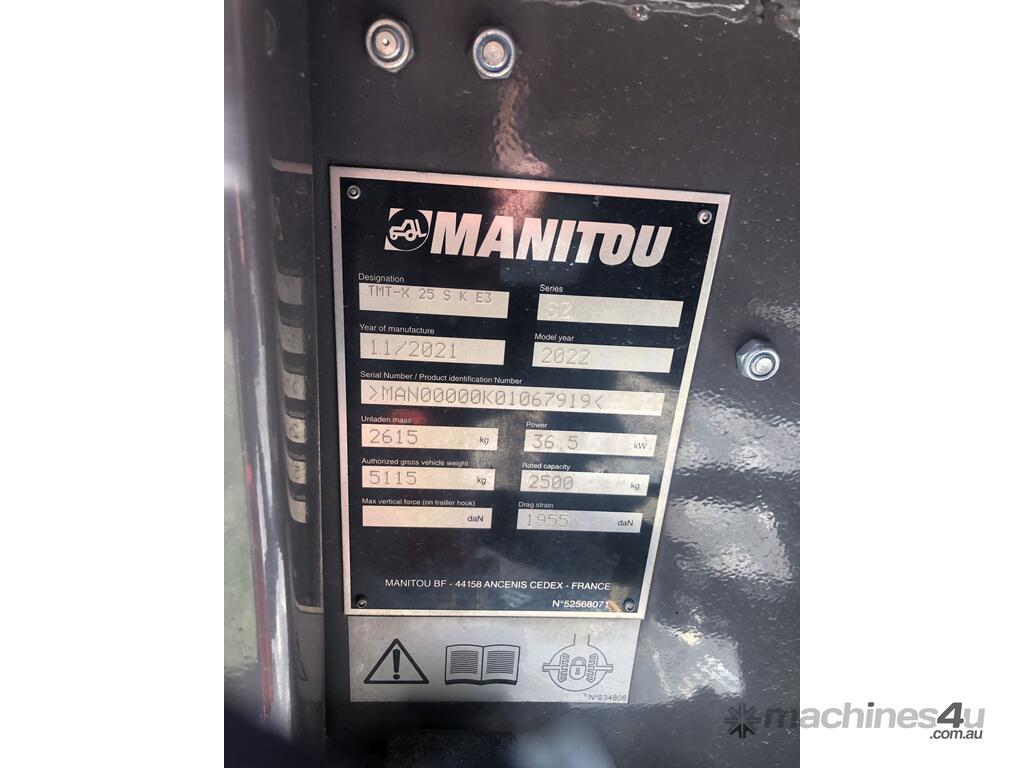 MANITOU
Designation
TMT-X 25 S K E3
Series
S2
Year of manufacture
11/2021
Model year
2022
Serial Number / Product identification Number
>MAN00000K01067919<
Unladen mass
2615 kg
Power
36.5 kW
Authorized gross vehicle weight
5115 kg
Rated capacity
2500 kg
Max vertical force (on trailler hook)
daN
Drag strain
1955 daN
MANITOU BF - 44158 ANCENIS CEDEX - FRANCE
N°52568071
N°234806
machines4u
.com.au